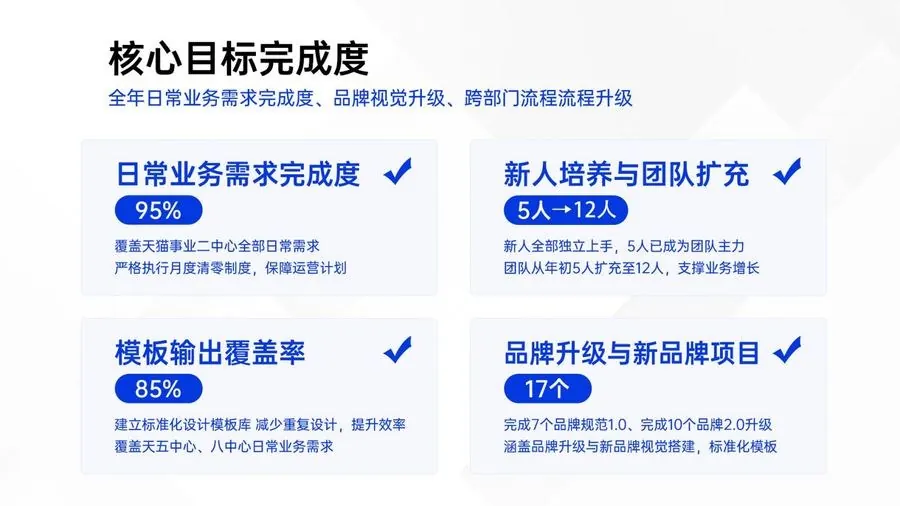 核心目标完成度
全年日常业务需求完成度、品牌视觉升级、跨部门流程流程升级
日常业务需求完成度
95%
覆盖天猫事业二中心全部日常需求
严格执行月度清零制度，保障运营计划
新人培养与团队扩充
5人→12人
新人全部独立上手，5人已成为团队主力
团队从年初5人扩充至12人，支撑业务增长
模板输出覆盖率
85%
建立标准化设计模板库 减少重复设计，提升效率
覆盖天五中心、八中心日常业务需求
品牌升级与新品牌项目
17个
完成7个品牌规范1.0、完成10个品牌2.0升级
涵盖品牌升级与新品牌视觉搭建，标准化模板